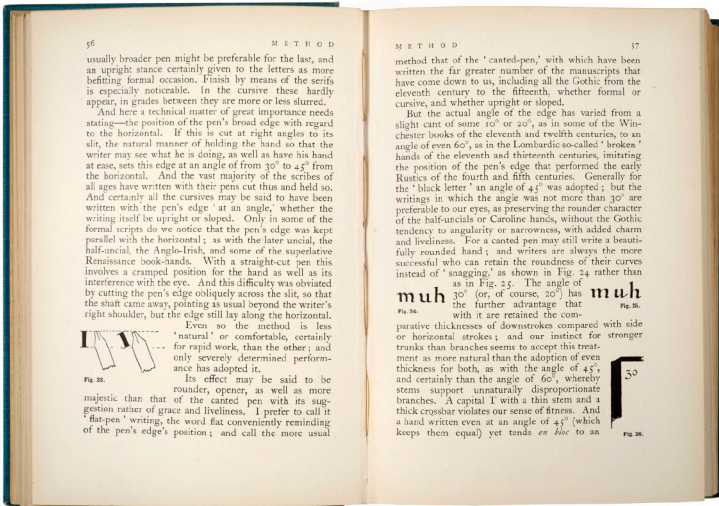 56
METHOD
usually broader pen might be preferable for the last, and
an upright stance certainly given to the letters as more
befitting formal occasion. Finish by means of the serifs
is especially noticeable. In the cursive these hardly
appear, in grades between they are more or less slurred.
And here a technical matter of great importance needs
stating—the position of the pen's broad edge with regard
to the horizontal. If this is cut at right angles to its
slit, the natural manner of holding the hand so that the
writer may see what he is doing, as well as have his hand
at ease, sets this edge at an angle of from 30° to 45° from
the horizontal. And the vast majority of the scribes of
all ages have written with their pens cut thus and held so.
And certainly all the cursives may be said to have been
written with the pen's edge ' at an angle,' whether the
writing itself be upright or sloped. Only in some of the
formal scripts do we notice that the pen's edge was kept
parallel with the horizontal ; as with the later uncial, the
half-uncial, the Anglo-Irish, and some of the superlative
Renaissance book-hands. With a straight-cut pen this
involves a cramped position for the hand as well as its
interference with the eye. And this difficulty was obviated
by cutting the pen's edge obliquely across the slit, so that
the shaft came away, pointing as usual beyond the writer's
right shoulder, but the edge still lay along the horizontal.
Even so the method is less
' natural ' or comfortable, certainly
for rapid work, than the other ; and
only severely determined perform-
ance has adopted it.
Fig. 23.
Its effect may be said to be
rounder, opener, as well as more
majestic than that of the canted pen with its sug-
gestion rather of grace and liveliness. I prefer to call it
' flat-pen ' writing, the word flat conveniently reminding
of the pen's edge's position ; and call the more usual
METHOD
57
method that of the ' canted-pen,' with which have been
written the far greater number of the manuscripts that
have come down to us, including all the Gothic from the
eleventh century to the fifteenth, whether formal or
cursive, and whether upright or sloped.
But the actual angle of the edge has varied from a
slight cant of some 10° or 20°, as in some of the Win-
chester books of the eleventh and twelfth centuries, to an
angle of even 60°, as in the Lombardic so-called ' broken '
hands of the eleventh and thirteenth centuries, imitating
the position of the pen's edge that performed the early
Rustics of the fourth and fifth centuries. Generally for
the ' black letter ' an angle of 45° was adopted ; but the
writings in which the angle was not more than 30° are
preferable to our eyes, as preserving the rounder character
of the half-uncials or Caroline hands, without the Gothic
tendency to angularity or narrowness, with added charm
and liveliness. For a canted pen may still write a beauti-
fully rounded hand ; and writers are always the more
successful who can retain the roundness of their curves
instead of ' snagging,' as shown in Fig. 24 rather than
as in Fig. 25. The angle of
30° (or, of course, 20°) has
the further advantage that
with it are retained the com-
muh
Fig. 24.
muh
Fig. 25.
parative thicknesses of downstrokes compared with side
or horizontal strokes ; and our instinct for stronger
trunks than branches seems to accept this treat-
ment as more natural than the adoption of even
thickness for both, as with the angle of 45°,
and certainly than the angle of 60°, whereby
stems support unnaturally disproportionate
branches. A capital T with a thin stem and a
thick crossbar violates our sense of fitness. And
a hand written even at an angle of 45° (which
keeps them equal) yet tends en bloc to an
30
Fig. 26.